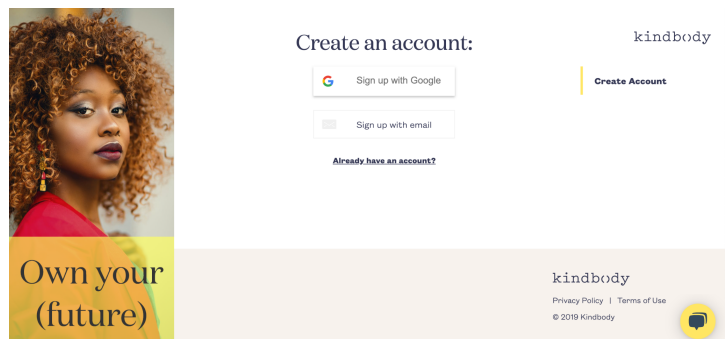 Create an account:
kindbody
Sign up with Google
Create Account
Sign up with email
Already have an account?
Own your
(future)
kindbody
Privacy Policy | Terms of Use
© 2019 Kindbody